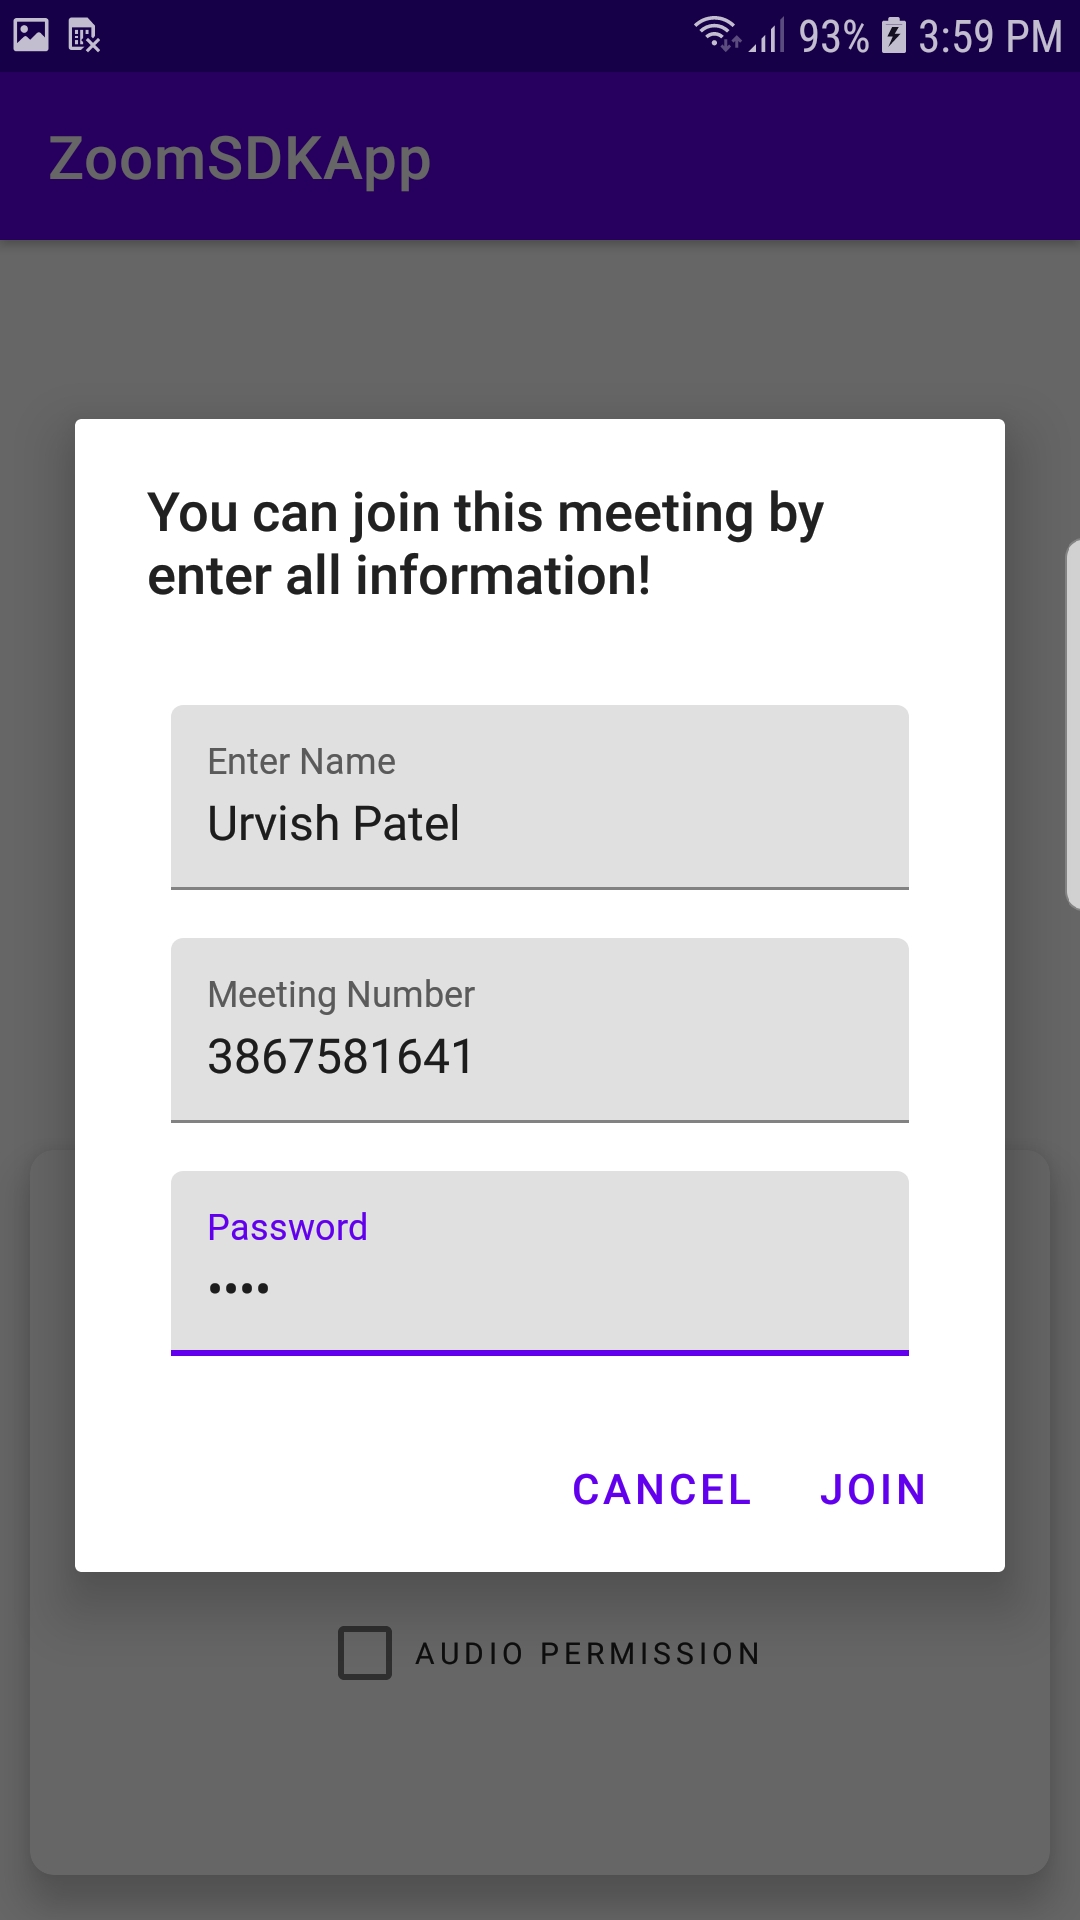 93% 3:59 PM
ZoomSDKApp
You can join this meeting by
enter all information!
Enter Name
Urvish Patel
Meeting Number
3867581641
Password
••••
CANCEL JOIN
AUDIO PERMISSION